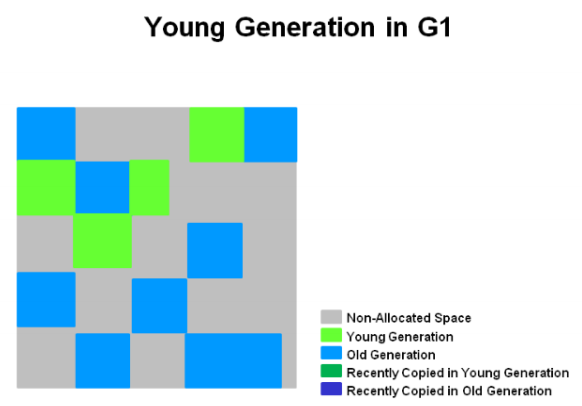 Young Generation in G1
Non-Allocated Space
Young Generation
Old Generation
Recently Copied in Young Generation
Recently Copied in Old Generation